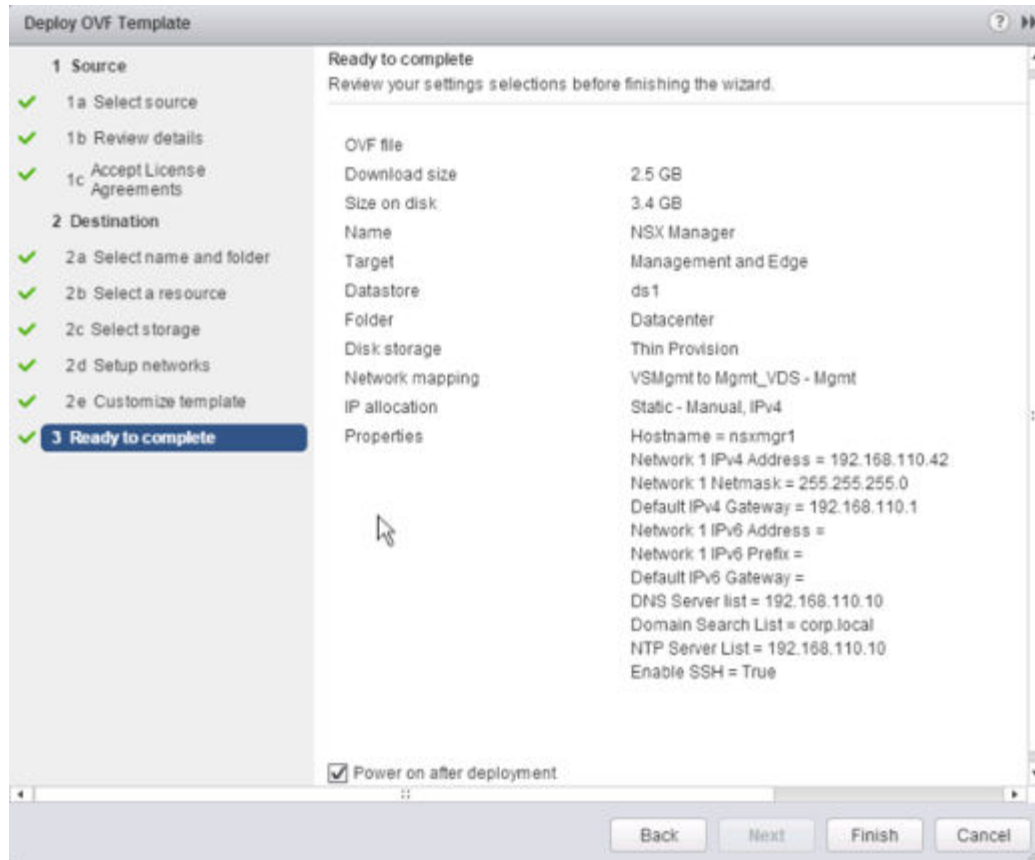 Deploy OVF Template
1 Source
1a Select source
1b Review details
1c Accept License
Agreements
2 Destination
2a Select name and folder
2b Select a resource
2c Select storage
2d Setup networks
2e Customize template
3 Ready to complete
Ready to complete
Review your settings selections before finishing the wizard.
OVF file
Download size 2.5 GB
Size on disk 3.4 GB
Name NSX Manager
Target Management and Edge
Datastore ds1
Folder Datacenter
Disk storage Thin Provision
Network mapping VSMgmt to Mgmt_VDS - Mgmt
IP allocation Static - Manual, IPv4
Properties Hostname = nsxmgr1
Network 1 IPv4 Address = 192.168.110.42
Network 1 Netmask = 255.255.255.0
Default IPv4 Gateway = 192.168.110.1
Network 1 IPv6 Address =
Network 1 IPv6 Prefix =
Default IPv6 Gateway =
DNS Server list = 192.168.110.10
Domain Search List = corp.local
NTP Server List = 192.168.110.10
Enable SSH = True
Power on after deployment
Back Next Finish Cancel